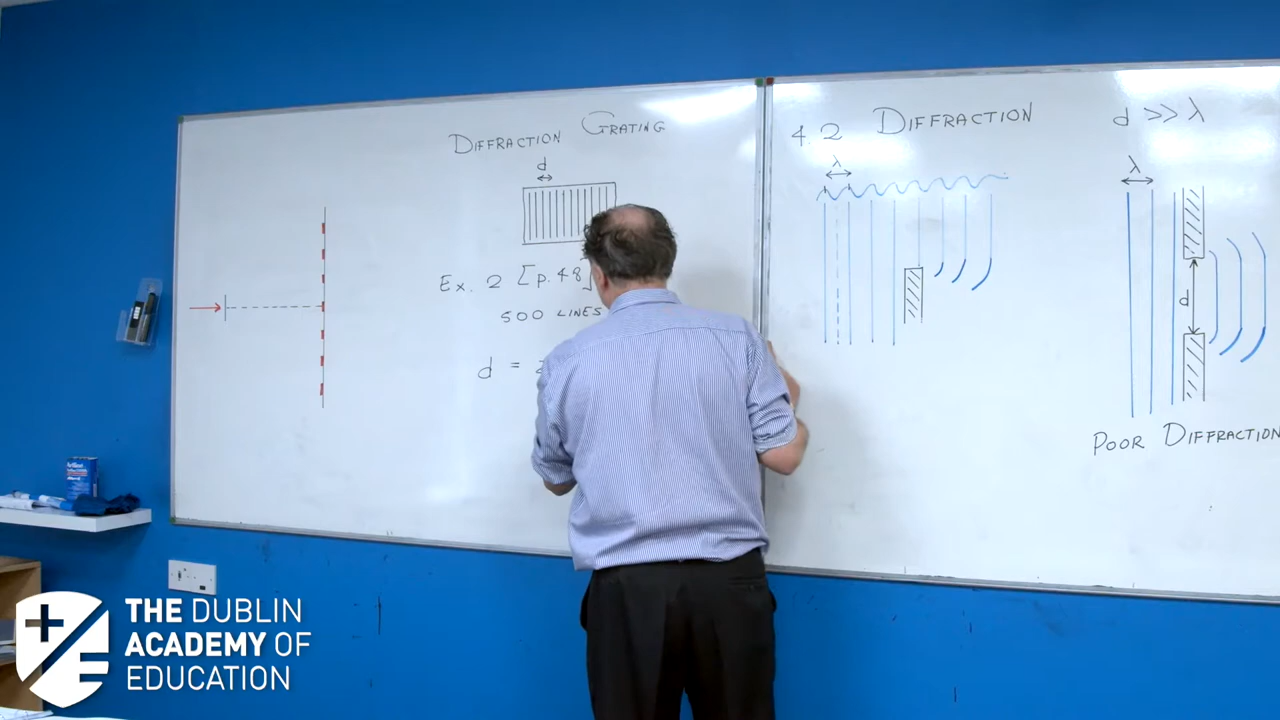 DIFFRACTION GRATING
d
Ex. 2 [p.48]
500 LINES
d =
4.2 DIFFRACTION
λ
d >> λ
λ
d
POOR DIFFRACTION
THE DUBLIN
ACADEMY OF
EDUCATION